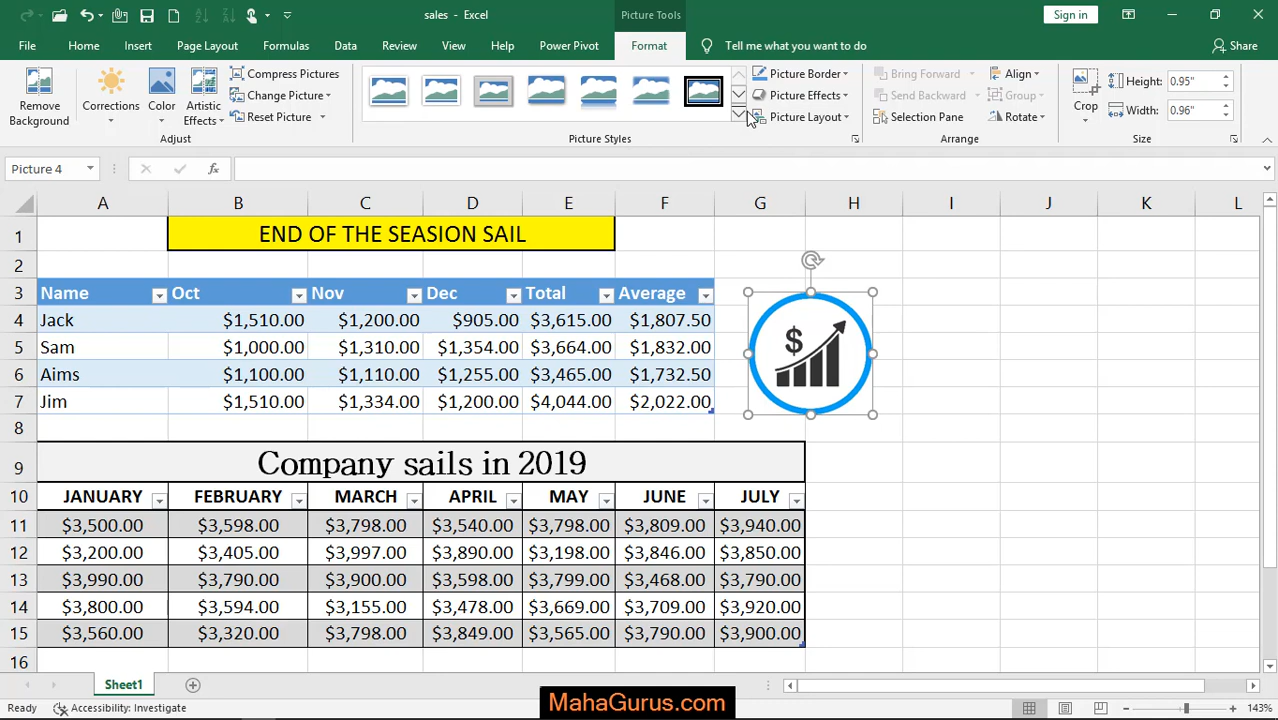 sales - Excel
Picture Tools
Sign in
File Home Insert Page Layout Formulas Data Review View Help Power Pivot Format Tell me what you want to do Share
Remove Background
Corrections
Color
Artistic Effects
Compress Pictures
Change Picture
Reset Picture
Adjust
Picture Styles
Picture Border
Picture Effects
Picture Layout
Bring Forward
Send Backward
Selection Pane
Align
Group
Rotate
Arrange
Crop
Height: 0.95"
Width: 0.96"
Size
Picture 4
fx
A B C D E F G H I J K L
1 END OF THE SEASION SAIL
2
3 Name Oct Nov Dec Total Average
4 Jack $1,510.00 $1,200.00 $905.00 $3,615.00 $1,807.50
5 Sam $1,000.00 $1,310.00 $1,354.00 $3,664.00 $1,832.00
6 Aims $1,100.00 $1,110.00 $1,255.00 $3,465.00 $1,732.50
7 Jim $1,510.00 $1,334.00 $1,200.00 $4,044.00 $2,022.00
$
8
9 Company sails in 2019
10 JANUARY FEBRUARY MARCH APRIL MAY JUNE JULY
11 $3,500.00 $3,598.00 $3,798.00 $3,540.00 $3,798.00 $3,809.00 $3,940.00
12 $3,200.00 $3,405.00 $3,997.00 $3,890.00 $3,198.00 $3,846.00 $3,850.00
13 $3,990.00 $3,790.00 $3,900.00 $3,598.00 $3,799.00 $3,468.00 $3,790.00
14 $3,800.00 $3,594.00 $3,155.00 $3,478.00 $3,669.00 $3,709.00 $3,920.00
15 $3,560.00 $3,320.00 $3,798.00 $3,849.00 $3,565.00 $3,790.00 $3,900.00
16
Sheet1
Ready Accessibility: Investigate
MahaGurus.com
143%